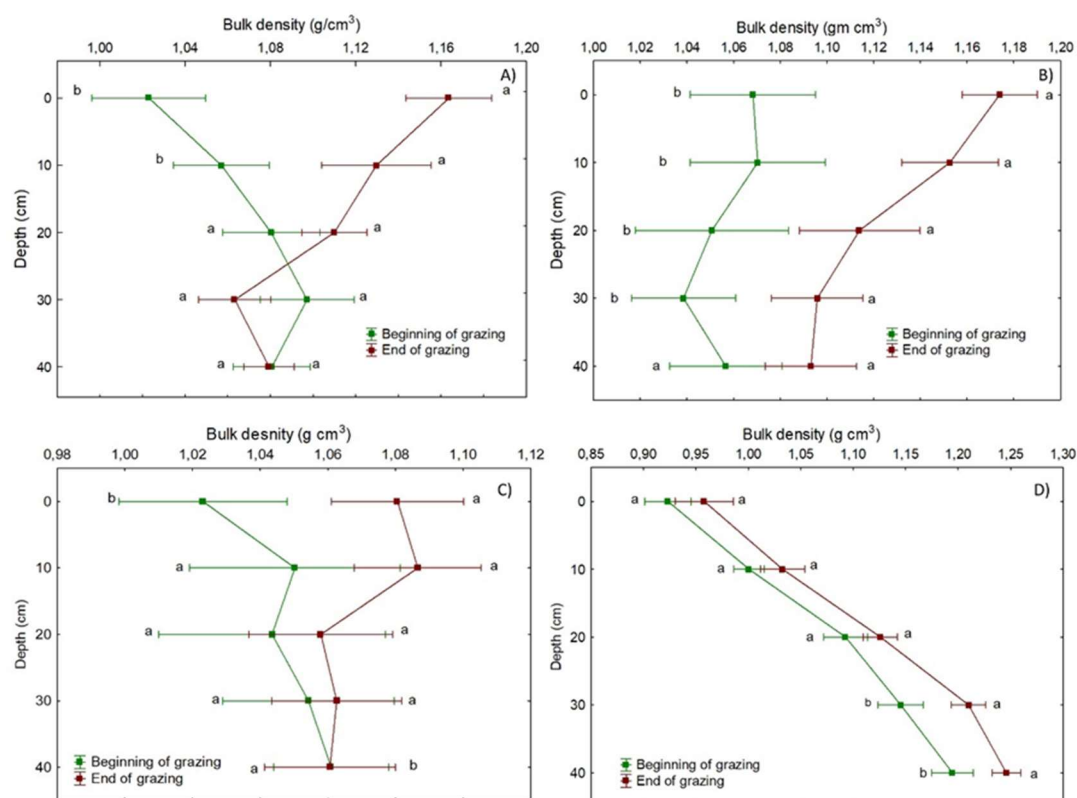 Bulk density (g/cm³)
1,00 1,04 1,08 1,12 1,16 1,20
A)
b a
0
b a
10
a a
20
a a
30
a a
40
Depth (cm)
Beginning of grazing
End of grazing
Bulk density (gm cm³)
1,00 1,02 1,04 1,06 1,08 1,10 1,12 1,14 1,16 1,18 1,20
B)
b a
0
b a
10
b a
20
b a
30
a a
40
Depth (cm)
Beginning of grazing
End of grazing
Bulk desnity (g cm³)
0,98 1,00 1,02 1,04 1,06 1,08 1,10 1,12
C)
b a
0
a a
10
a a
20
a a
30
a b
40
Depth (cm)
Beginning of grazing
End of grazing
Bulk density (g cm³)
0,85 0,90 0,95 1,00 1,05 1,10 1,15 1,20 1,25 1,30
D)
a a
0
a a
10
a a
20
b a
30
b a
40
Depth (cm)
Beginning of grazing
End of grazing